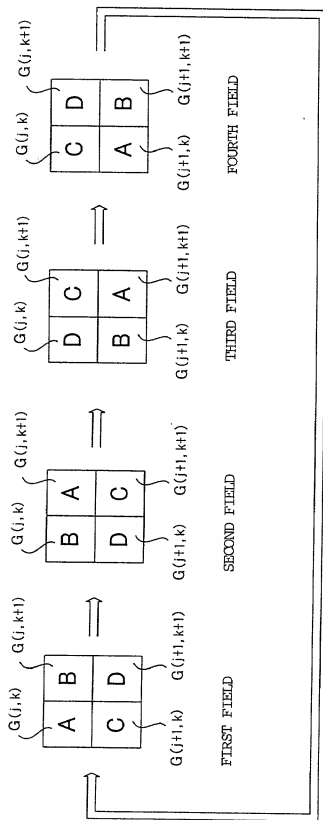 G(j,k) G(j,k+1)
A B
C D
G(j+1,k) G(j+1,k+1)
FIRST FIELD
G(j,k) G(j,k+1)
B A
D C
G(j+1,k) G(j+1,k+1)
SECOND FIELD
G(j,k) G(j,k+1)
D C
B A
G(j+1,k) G(j+1,k+1)
THIRD FIELD
G(j,k) G(j,k+1)
C D
A B
G(j+1,k) G(j+1,k+1)
FOURTH FIELD